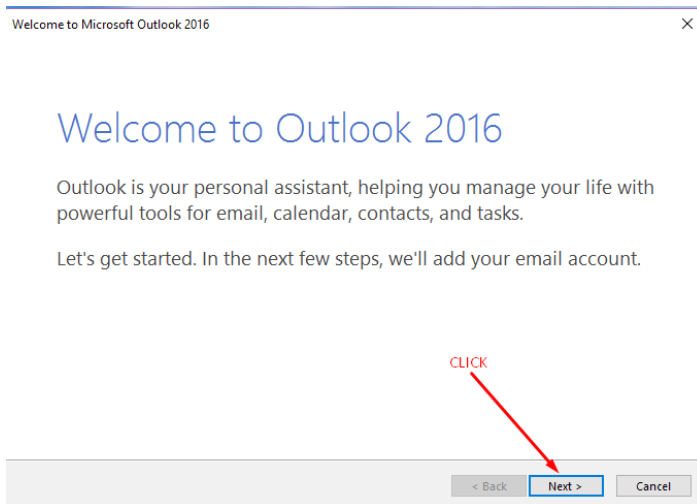 Welcome to Microsoft Outlook 2016
Welcome to Outlook 2016
Outlook is your personal assistant, helping you manage your life with
powerful tools for email, calendar, contacts, and tasks.
Let's get started. In the next few steps, we'll add your email account.
CLICK
< Back Next > Cancel